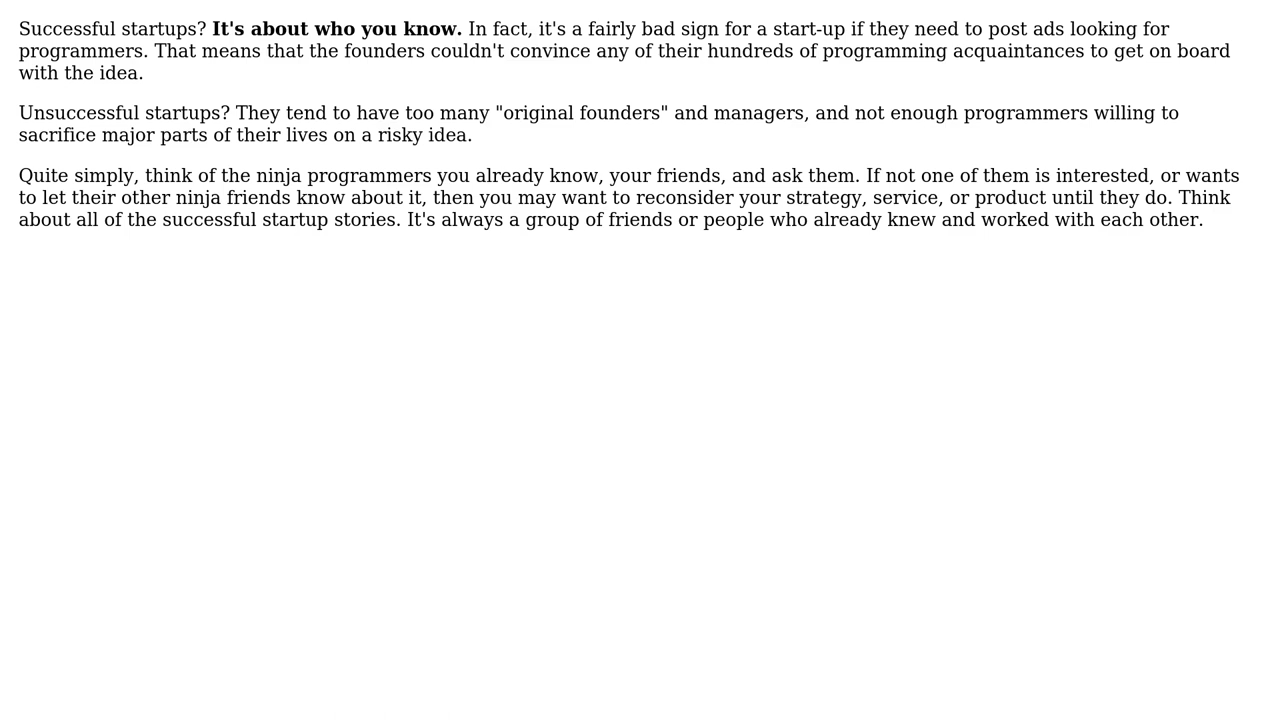 Successful startups? It's about who you know. In fact, it's a fairly bad sign for a start-up if they need to post ads looking for
programmers. That means that the founders couldn't convince any of their hundreds of programming acquaintances to get on board
with the idea.
Unsuccessful startups? They tend to have too many "original founders" and managers, and not enough programmers willing to
sacrifice major parts of their lives on a risky idea.
Quite simply, think of the ninja programmers you already know, your friends, and ask them. If not one of them is interested, or wants
to let their other ninja friends know about it, then you may want to reconsider your strategy, service, or product until they do. Think
about all of the successful startup stories. It's always a group of friends or people who already knew and worked with each other.